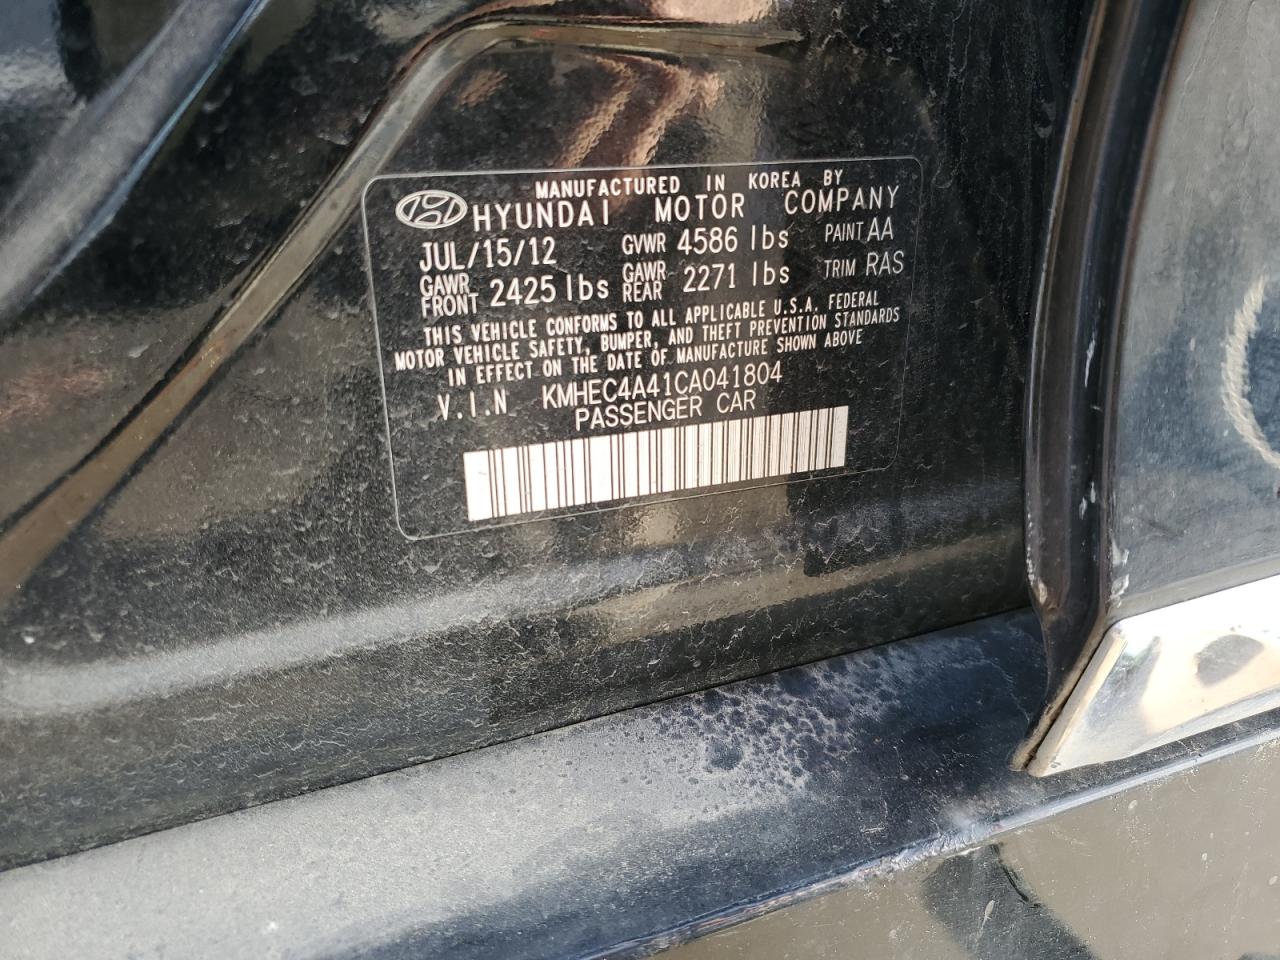 MANUFACTURED IN KOREA BY
HYUNDAI MOTOR COMPANY
JUL/15/12 GVWR 4586 lbs PAINT AA
GAWR FRONT 2425 lbs GAWR REAR 2271 lbs TRIM RAS
THIS VEHICLE CONFORMS TO ALL APPLICABLE U.S.A. FEDERAL
MOTOR VEHICLE SAFETY, BUMPER, AND THEFT PREVENTION STANDARDS
IN EFFECT ON THE DATE OF MANUFACTURE SHOWN ABOVE
V.I.N KMHEC4A41CA041804
PASSENGER CAR